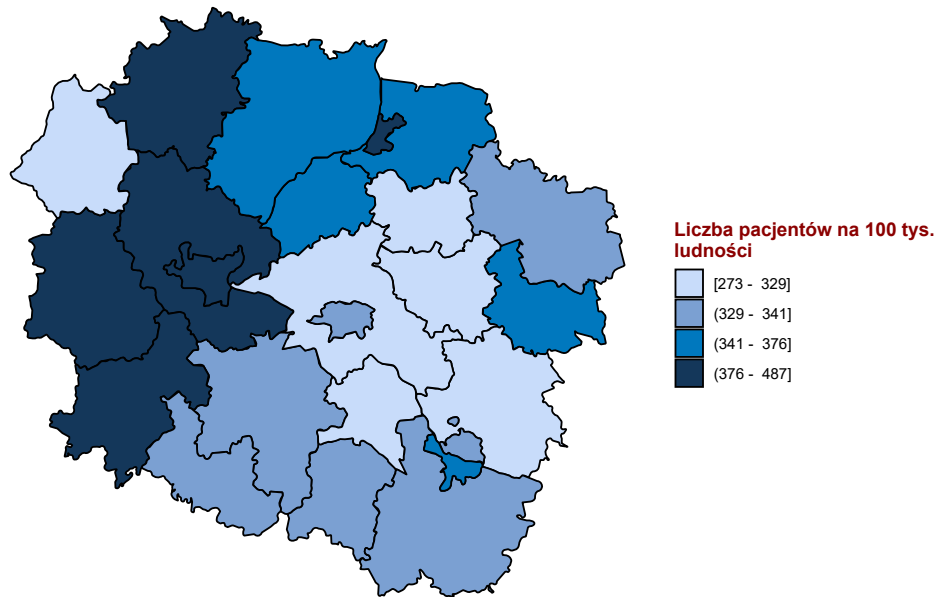 Liczba pacjentów na 100 tys.
ludności
[273 - 329]
(329 - 341]
(341 - 376]
(376 - 487]